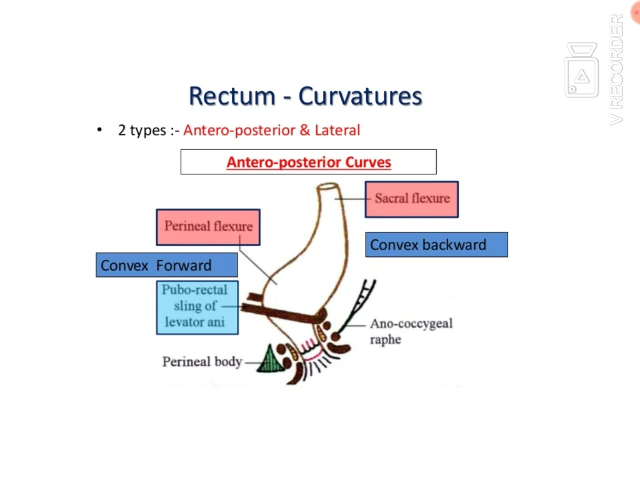 Rectum - Curvatures
• 2 types :- Antero-posterior & Lateral
Antero-posterior Curves
Sacral flexure
Perineal flexure
Convex backward
Convex  Forward
Pubo-rectal
sling of
levator ani
Ano-coccygeal
raphe
Perineal body
V RECORDER